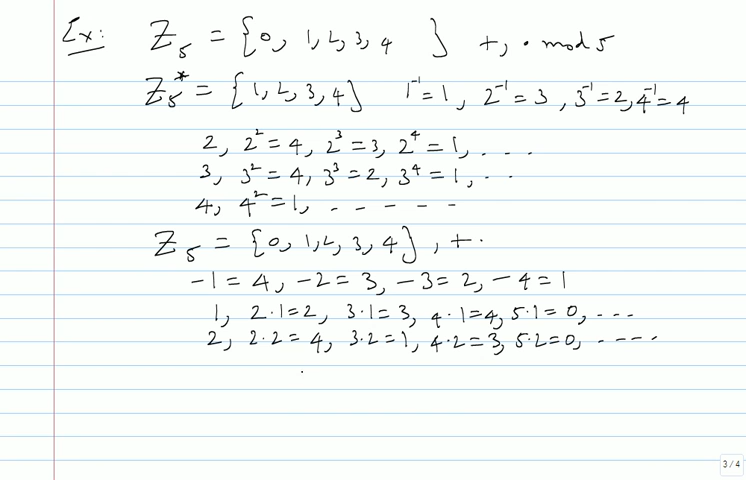 Ex: Z₅ = {0, 1, 2, 3, 4 } +, · mod 5
Z₅* = {1, 2, 3, 4} 1⁻¹ = 1, 2⁻¹ = 3, 3⁻¹ = 2, 4⁻¹ = 4
2, 2² = 4, 2³ = 3, 2⁴ = 1, . . .
3, 3² = 4, 3³ = 2, 3⁴ = 1, . .
4, 4² = 1, - - - - -
Z₅ = {0, 1, 2, 3, 4}, + .
-1 = 4, -2 = 3, -3 = 2, -4 = 1
1, 2·1 = 2, 3·1 = 3, 4·1 = 4, 5·1 = 0, - - -
2, 2·2 = 4, 3·2 = 1, 4·2 = 3, 5·2 = 0, - - - -
3 / 4